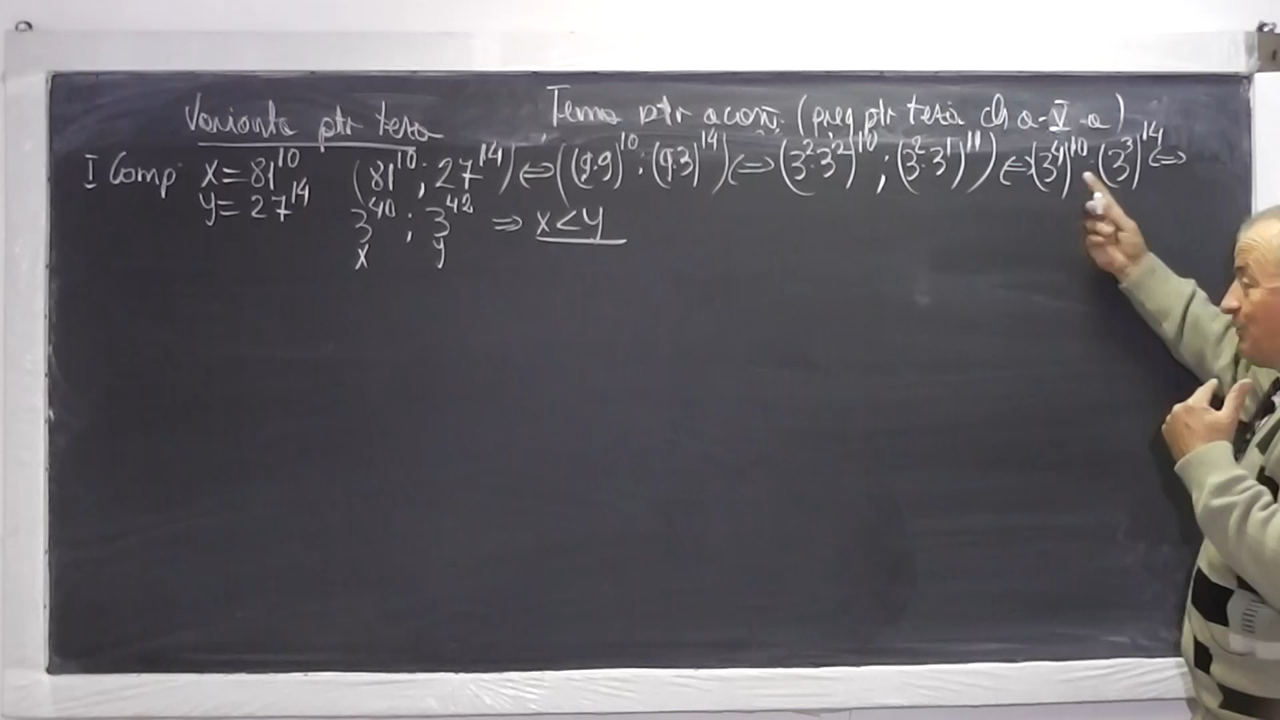 Varianta ptr teza
Tema ptr acasă (preg ptr teza cls a-V-a)
I Comp x=81^10 (81^10 ; 27^14) ⇔ ((9·9)^10 ; (9·3)^14) ⇔ (3^2·3^2)^10 ; (3^2·3^1)^14) ⇔ (3^4)^10 ; (3^3)^14 ⇔
y=27^14 3^40 ; 3^42 ⇒ x<y
x y